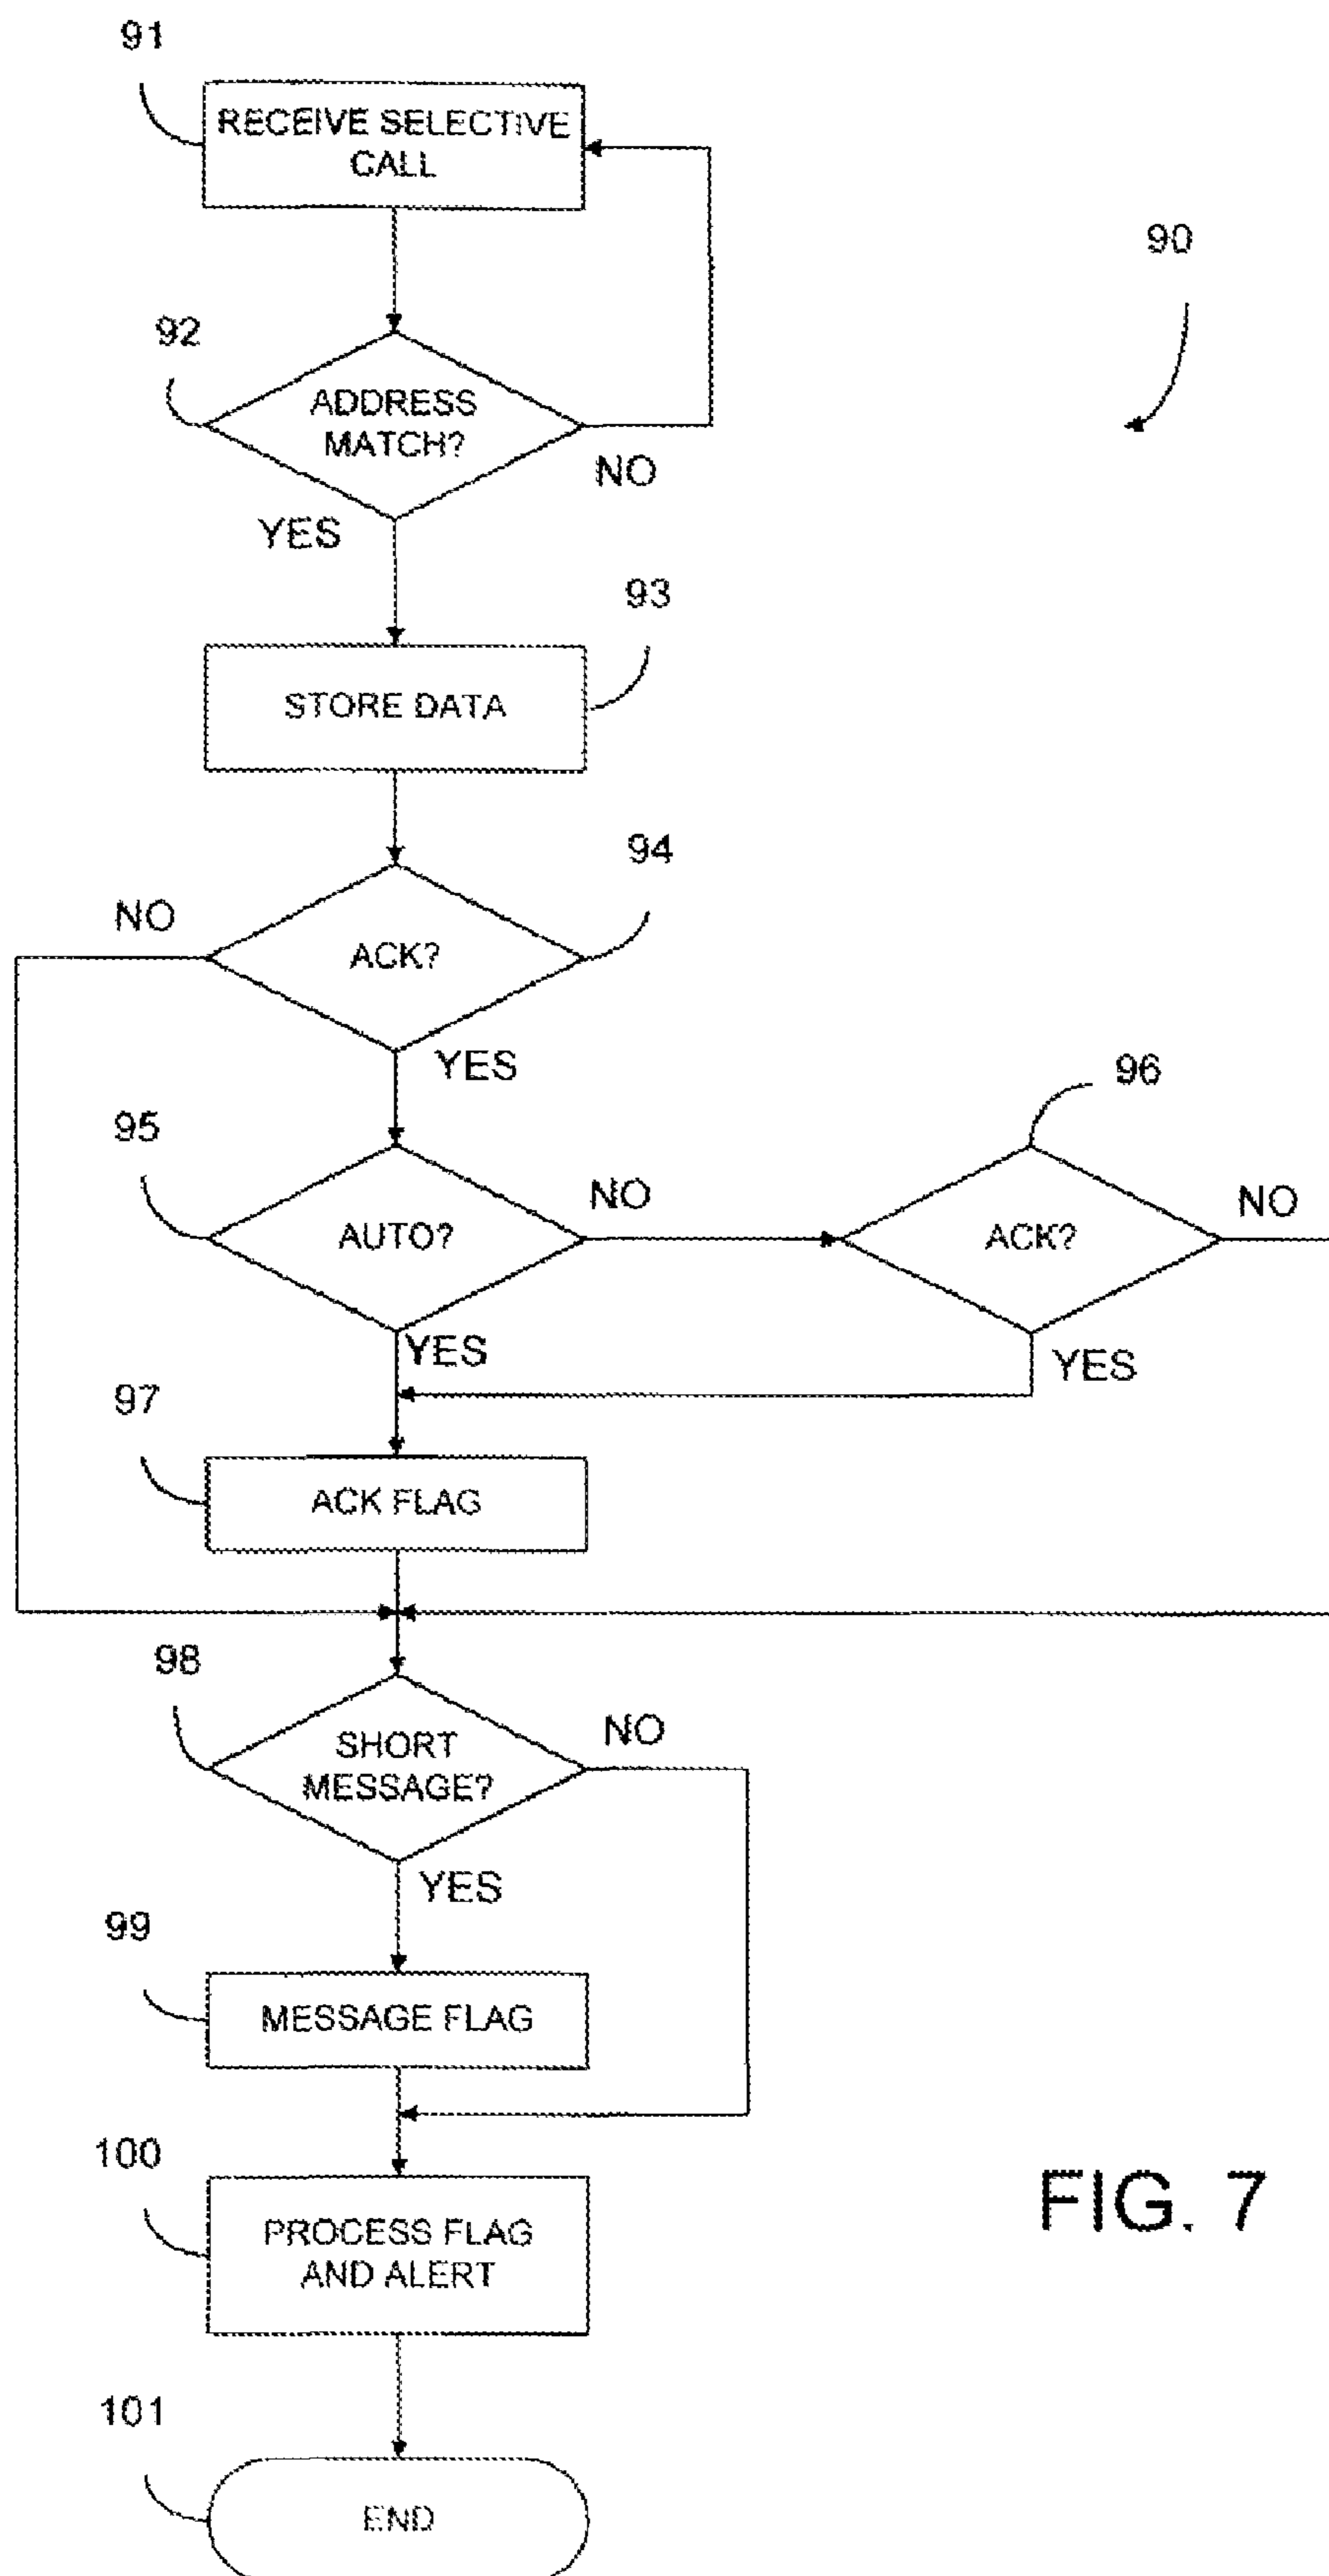 91
RECEIVE SELECTIVE
CALL
90
92
ADDRESS
MATCH?
NO
YES
93
STORE DATA
94
NO
ACK?
YES
96
95
NO
NO
AUTO?
ACK?
YES
YES
97
ACK FLAG
98
NO
SHORT
MESSAGE?
YES
99
MESSAGE FLAG
100
PROCESS FLAG
AND ALERT
FIG. 7
101
END